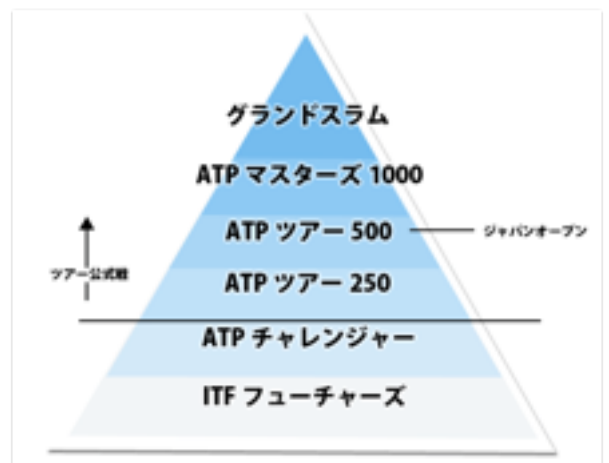 グランドスラム
ATP マスターズ 1000
ATP ツアー 500
ジャパンオープン
ツアー公式戦
ATP ツアー 250
ATP チャレンジャー
ITF フューチャーズ